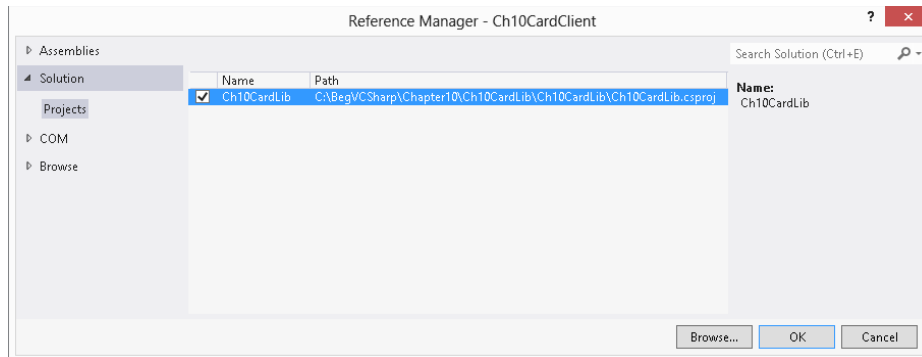 Reference Manager - Ch10CardClient
? ×
Assemblies
Search Solution (Ctrl+E)
Solution
Name Path
Ch10CardLib C:\BegVCSharp\Chapter10\Ch10CardLib\Ch10CardLib\Ch10CardLib.csproj
Name:
Ch10CardLib
Projects
COM
Browse
Browse... OK Cancel